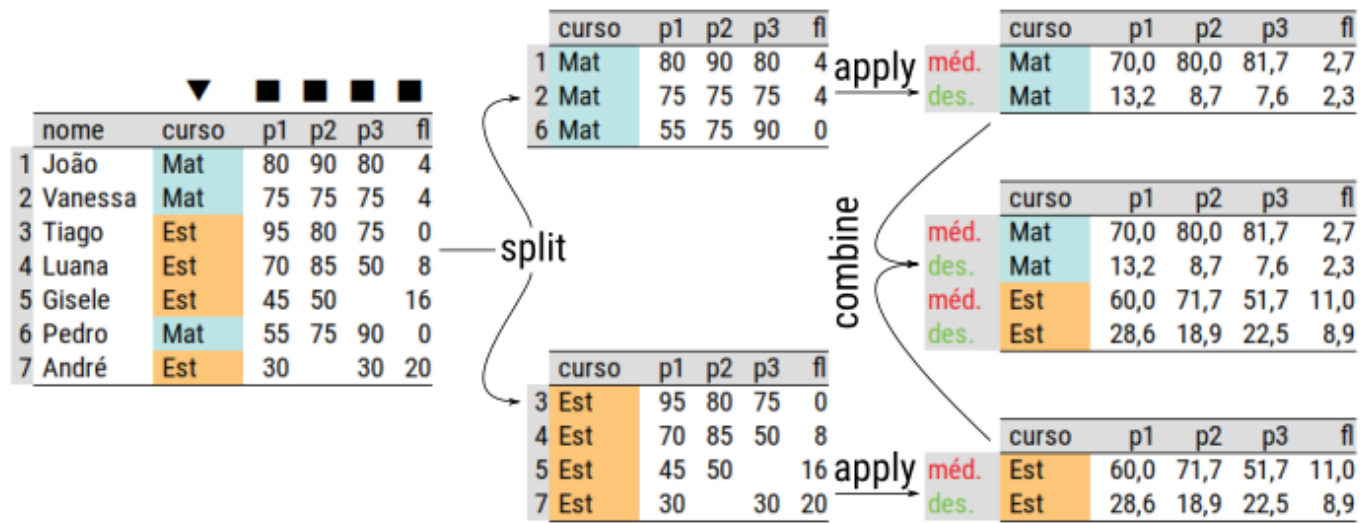 nome curso p1 p2 p3 fl
1 João Mat 80 90 80 4
2 Vanessa Mat 75 75 75 4
3 Tiago Est 95 80 75 0
4 Luana Est 70 85 50 8
5 Gisele Est 45 50 16
6 Pedro Mat 55 75 90 0
7 André Est 30 30 20
split
curso p1 p2 p3 fl
1 Mat 80 90 80 4
2 Mat 75 75 75 4
6 Mat 55 75 90 0
apply
curso p1 p2 p3 fl
méd. Mat 70,0 80,0 81,7 2,7
des. Mat 13,2 8,7 7,6 2,3
curso p1 p2 p3 fl
3 Est 95 80 75 0
4 Est 70 85 50 8
5 Est 45 50 16
7 Est 30 30 20
apply
curso p1 p2 p3 fl
méd. Est 60,0 71,7 51,7 11,0
des. Est 28,6 18,9 22,5 8,9
combine
curso p1 p2 p3 fl
méd. Mat 70,0 80,0 81,7 2,7
des. Mat 13,2 8,7 7,6 2,3
méd. Est 60,0 71,7 51,7 11,0
des. Est 28,6 18,9 22,5 8,9